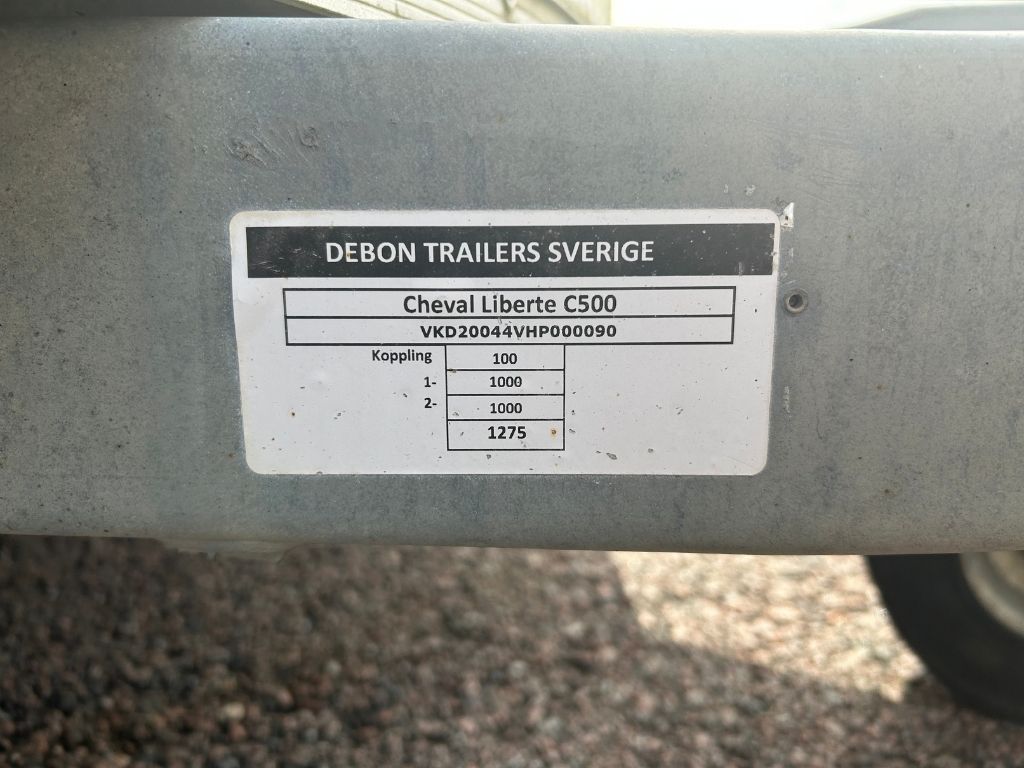 DEBON TRAILERS SVERIGE
Cheval Liberte C500
VKD20044VHP000090
Koppling 100
1- 1000
2- 1000
1275